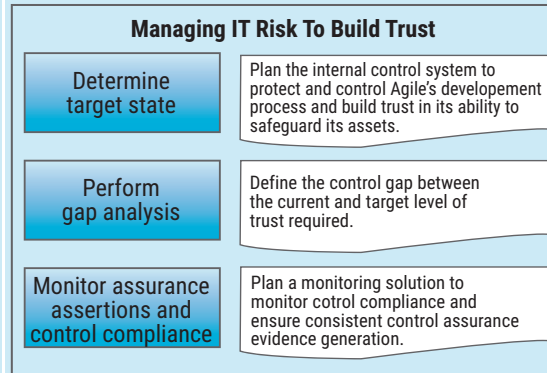 Managing IT Risk To Build Trust
Determine
target state
Plan the internal control system to
protect and control Agile's developement
process and build trust in its ability to
safeguard its assets.
Perform
gap analysis
Define the control gap between
the current and target level of
trust required.
Monitor assurance
assertions and
control compliance
Plan a monitoring solution to
monitor cotrol compliance and
ensure consistent control assurance
evidence generation.